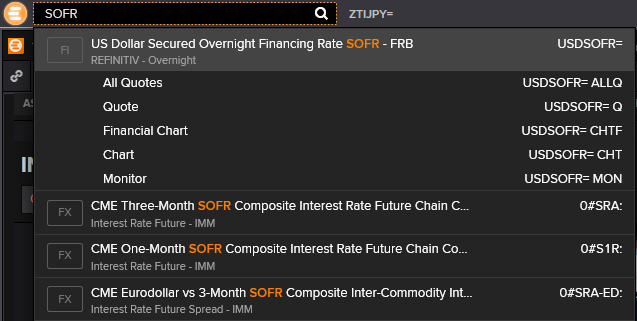 SOFR
ZTIJPY=
FI
US Dollar Secured Overnight Financing Rate SOFR - FRB
USDSOFR=
REFINITIV - Overnight
All Quotes
USDSOFR= ALLQ
Quote
USDSOFR= Q
Financial Chart
USDSOFR= CHTF
Chart
USDSOFR= CHT
Monitor
USDSOFR= MON
FX
CME Three-Month SOFR Composite Interest Rate Future Chain C...
0#SRA:
Interest Rate Future - IMM
FX
CME One-Month SOFR Composite Interest Rate Future Chain Co...
0#S1R:
Interest Rate Future - IMM
FX
CME Eurodollar vs 3-Month SOFR Composite Inter-Commodity Int...
0#SRA-ED:
Interest Rate Future Spread - IMM